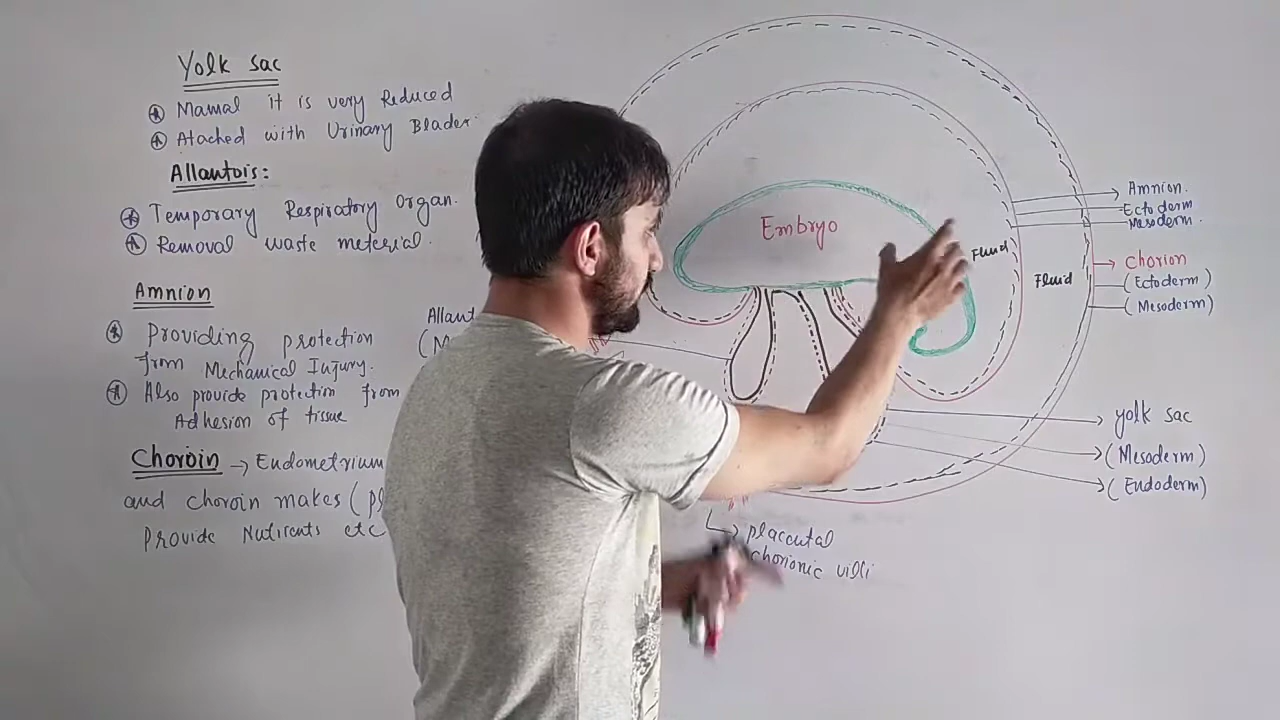 Yolk sac
Mamal it is very Reduced
Atached with Urinary Blader.
Allantois:
Temporary Respiratory organ.
Removal waste meterial.
Amnion
Providing protection
from Mechanical Injury.
Also provide protection from
Adhesion of tissue
Choroin → Endometrium
and choroin makes (
Provide Nutirents etc
Allant
Embryo
Fluid
Fluid
Amnion.
Ectoderm
Mesoderm.
chorion
(Ectoderm)
(Mesoderm)
yolk sac
(Mesoderm)
(Endoderm)
placental
chorionic villi